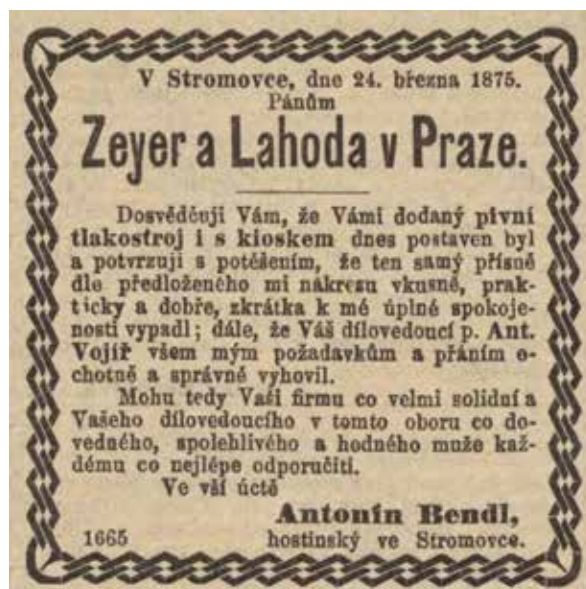 V Stromovce, dne 24. března 1875.
Pánům
Zeyer a Lahoda v Praze.
Dosvědčuji Vám, že Vámi dodaný pivní
tlakostroj i s kioskem dnes postaven byl
a potvrzuji s potěšením, že ten samý přísně
dle předloženého mi nákresu vkusně, prak-
ticky a dobře, zkrátka k mé úplné spokoje-
nosti vypadl; dále, že Váš dílovedoucí p. Ant.
Vojíř všem mým požadavkům a přáním o-
chotně a správně vyhovil.
Mohu tedy Vaši firmu co velmi solidní a
Vašeho dílovedoucího v tomto oboru co do-
vedného, spolehlivého a hodného muže kaž-
dému co nejlépe odporučiti.
Ve vší úctě
Antonín Bendl,
1665 hostinský ve Stromovce.